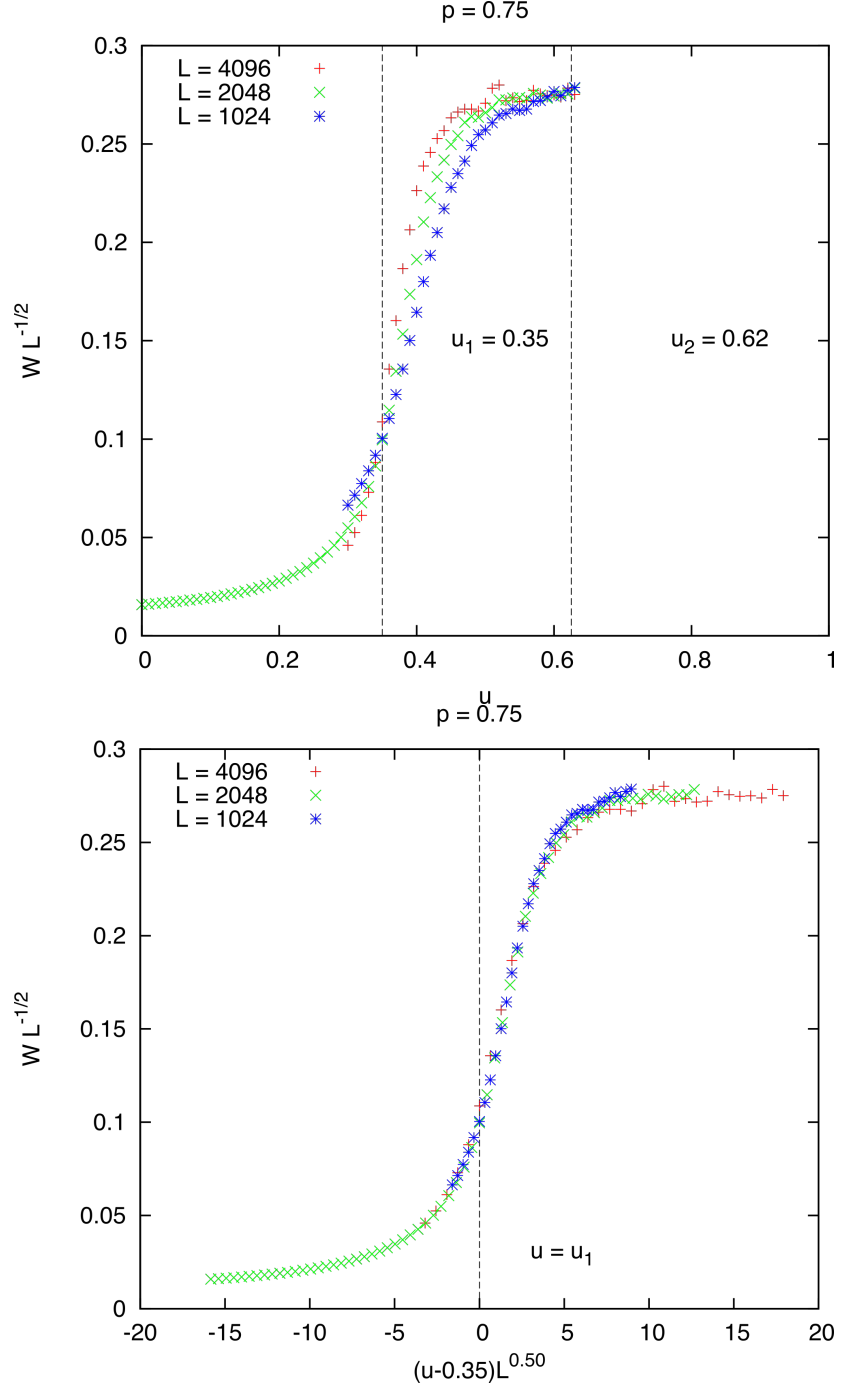 p = 0.75
0.3
L = 4096
L = 2048
L = 1024
0.25
0.2
W L^{-1/2}
0.15
u_1 = 0.35
u_2 = 0.62
0.1
0.05
0
0 0.2 0.4 0.6 0.8 1
u
p = 0.75
0.3
L = 4096
L = 2048
L = 1024
0.25
0.2
W L^{-1/2}
0.15
0.1
0.05
u = u_1
0
-20 -15 -10 -5 0 5 10 15 20
(u-0.35)L^{0.50}